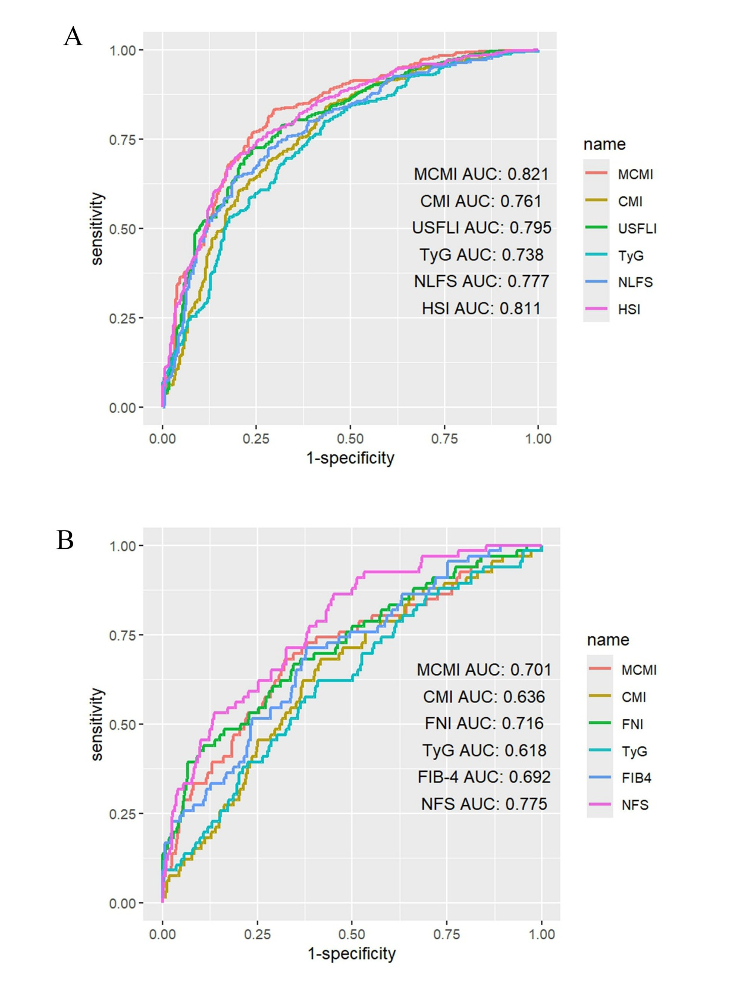 A
1.00
0.75
0.50
0.25
0.00
sensitivity
0.00 0.25 0.50 0.75 1.00
1-specificity
MCMI AUC: 0.821
CMI AUC: 0.761
USFLI AUC: 0.795
TyG AUC: 0.738
NLFS AUC: 0.777
HSI AUC: 0.811
name
MCMI
CMI
USFLI
TyG
NLFS
HSI
B
1.00
0.75
0.50
0.25
0.00
sensitivity
0.00 0.25 0.50 0.75 1.00
1-specificity
MCMI AUC: 0.701
CMI AUC: 0.636
FNI AUC: 0.716
TyG AUC: 0.618
FIB-4 AUC: 0.692
NFS AUC: 0.775
name
MCMI
CMI
FNI
TyG
FIB4
NFS